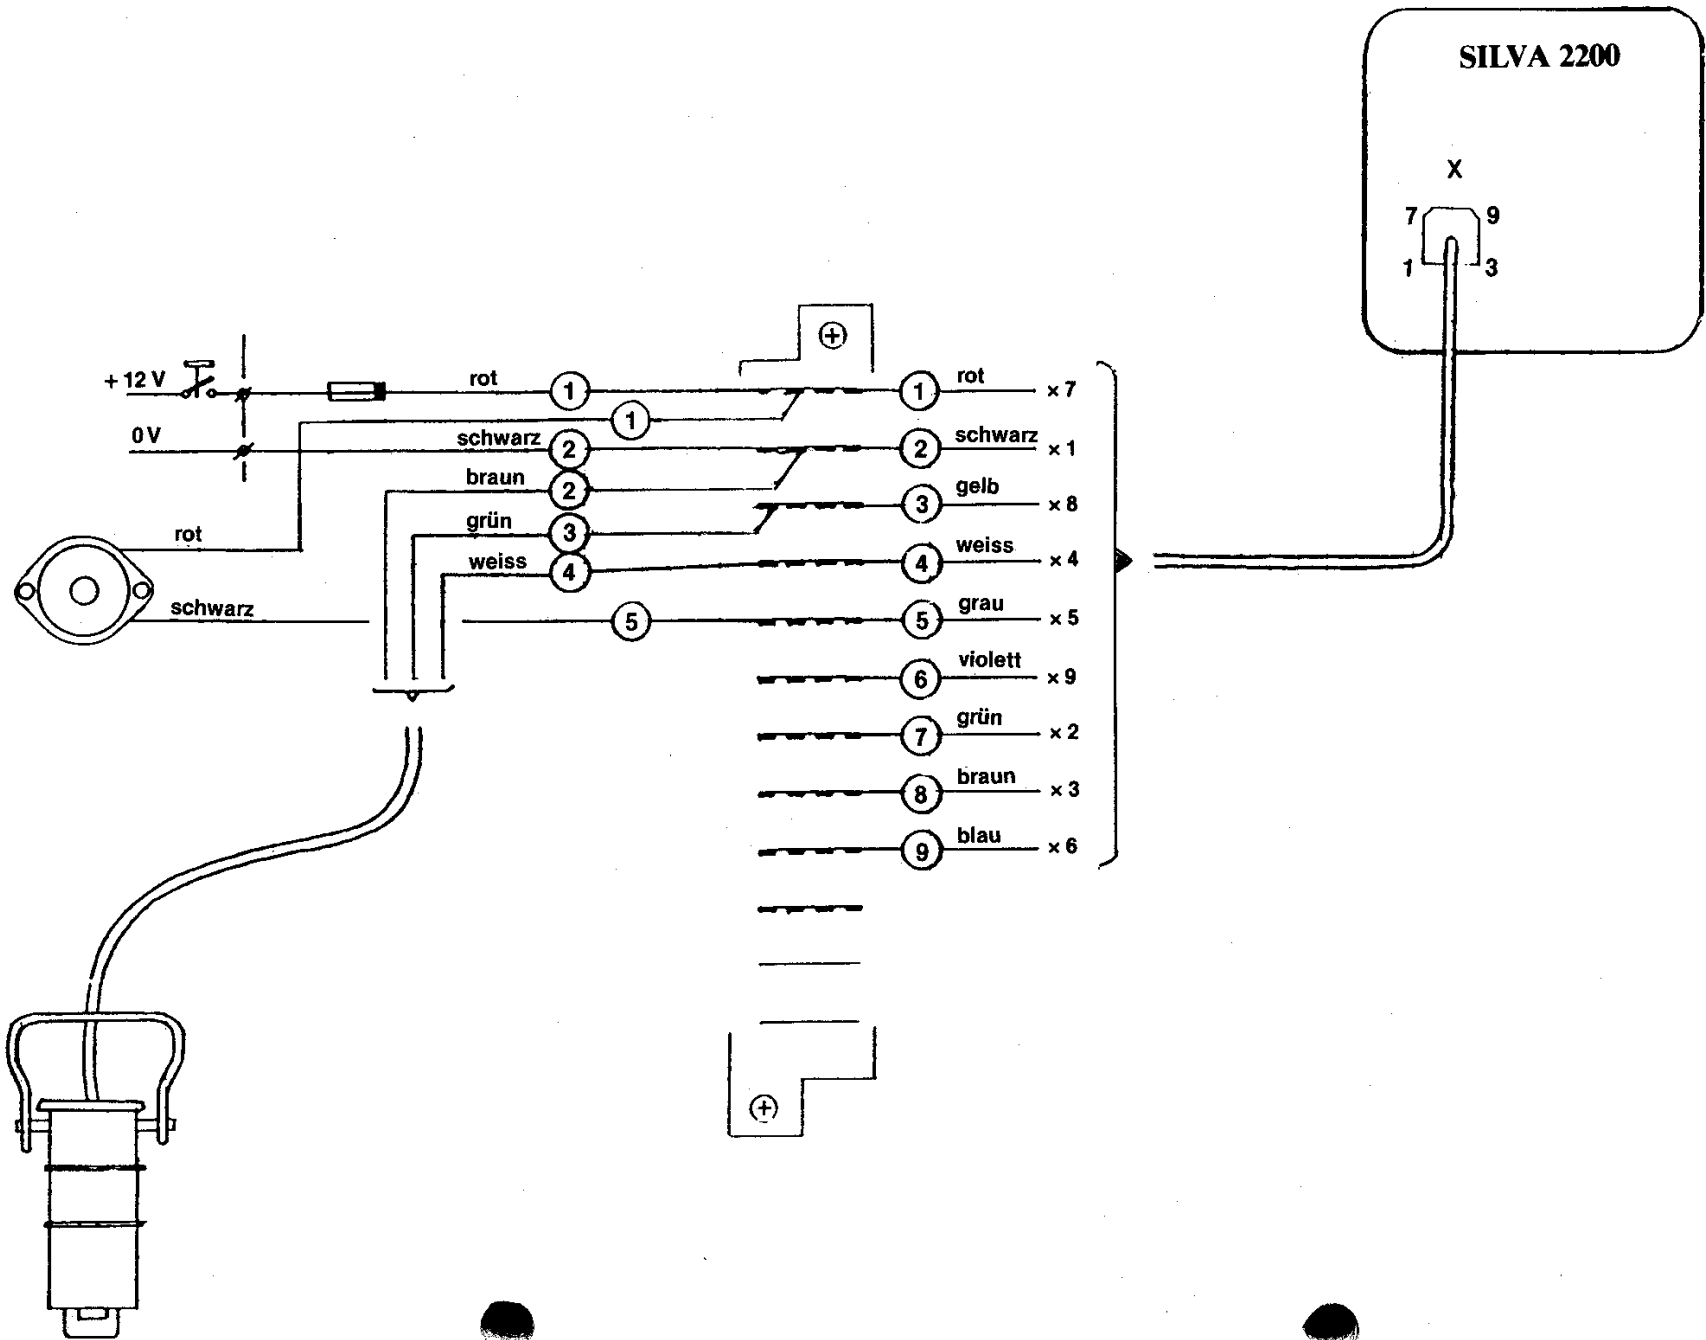 SILVA 2200
X
7 9
1 3
+ 12 V rot 1 1 rot × 7
1
0 V schwarz 2 2 schwarz × 1
braun 2
3 gelb × 8
grün 3
rot
weiss 4 4 weiss × 4
schwarz 5 5 grau × 5
6 violett × 9
7 grün × 2
8 braun × 3
9 blau × 6